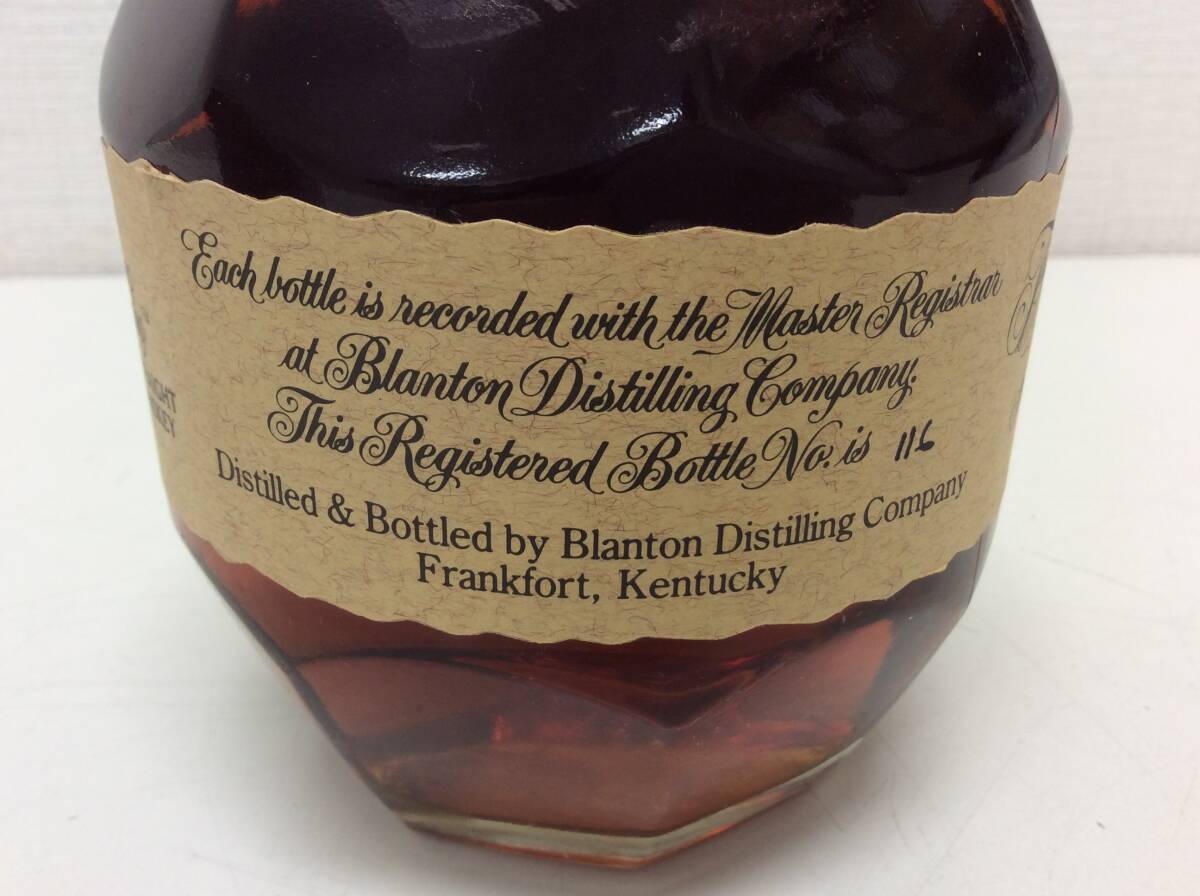 Each bottle is recorded with the Master Registrar
at Blanton Distilling Company.
This Registered Bottle No. is 116
Distilled & Bottled by Blanton Distilling Company
Frankfort, Kentucky